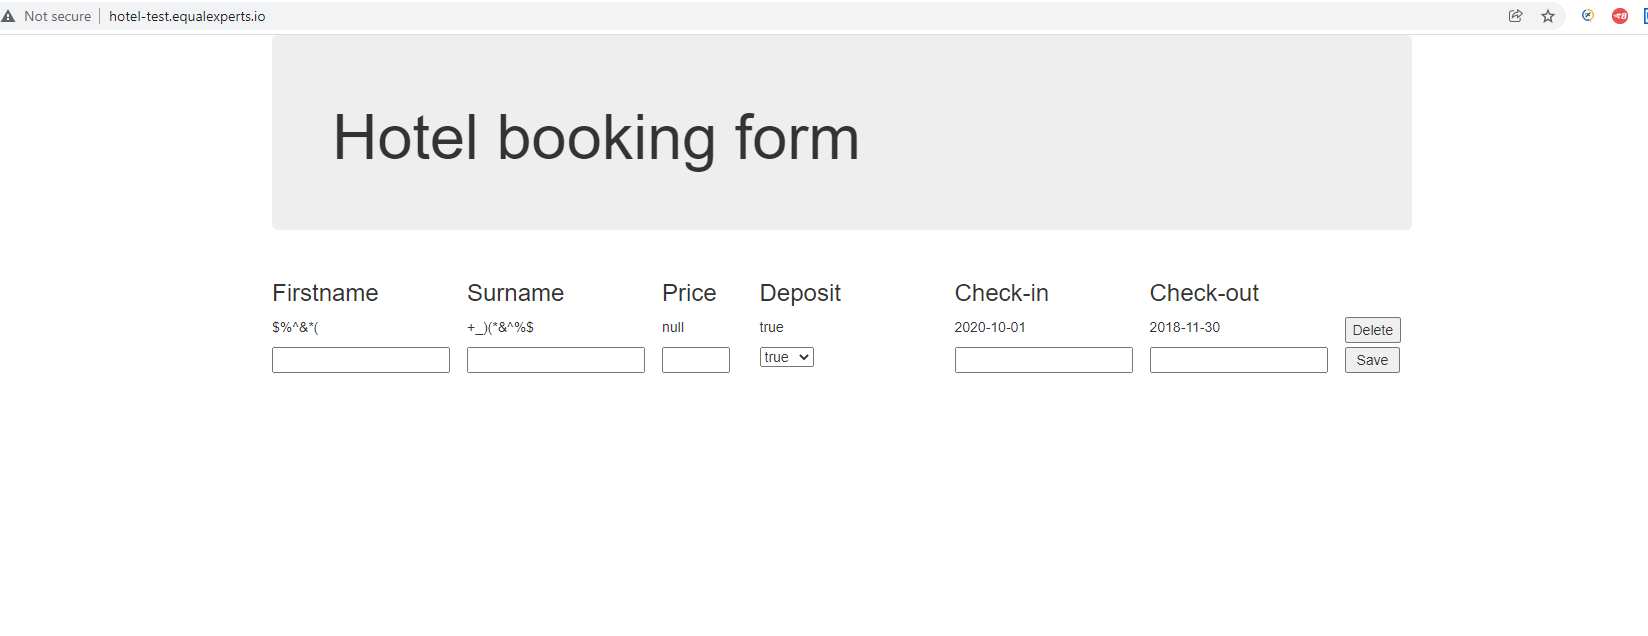 Not secure hotel-test.equalexperts.io
Hotel booking form
Firstname Surname Price Deposit Check-in Check-out
$%^&*( +_)(*&^%$ null true 2020-10-01 2018-11-30 Delete
true Save